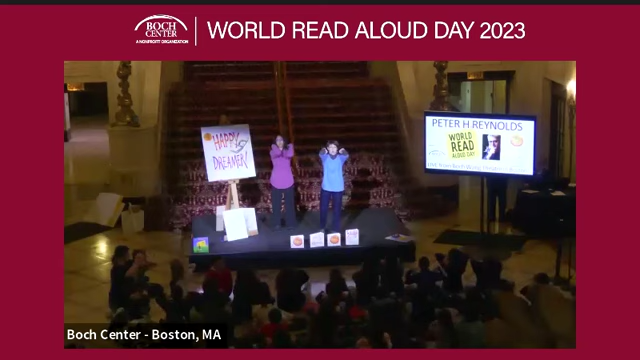 BOCH
CENTER
A NONPROFIT ORGANIZATION
WORLD READ ALOUD DAY 2023
HAPPY
DREAMER!
PETER H.REYNOLDS
WORLD
READ
ALOUD DAY
Boch Center - Boston, MA